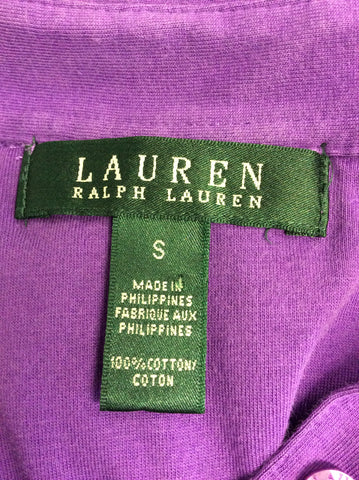 LAUREN
RALPH LAUREN
S
MADE IN
PHILIPPINES
FABRIQUE AUX
PHILIPPINES
100% COTTON/
COTON